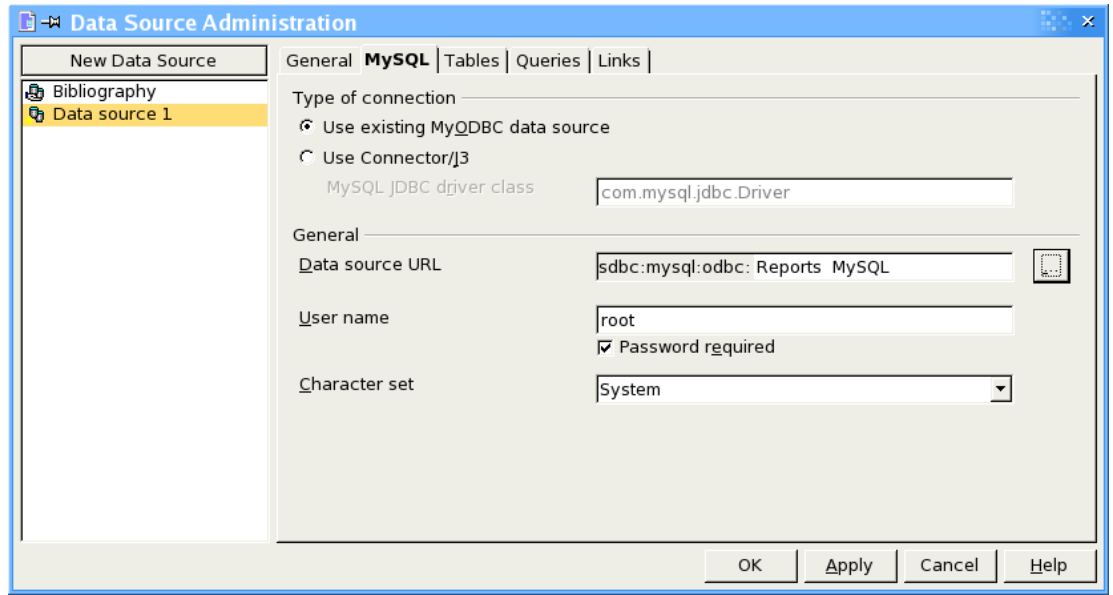 Data Source Administration
New Data Source
General MySQL Tables Queries Links
Bibliography
Data source 1
Type of connection
Use existing MyODBC data source
Use Connector/J3
MySQL JDBC driver class com.mysql.jdbc.Driver
General
Data source URL sdbc:mysql:odbc: Reports MySQL ...
User name root
Password required
Character set System
OK Apply Cancel Help